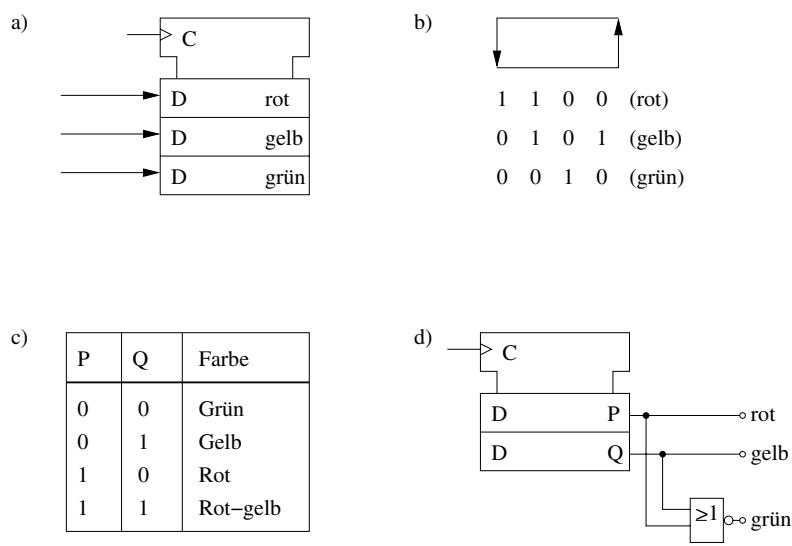 a)
C
D rot
D gelb
D grün
b)
1 1 0 0 (rot)
0 1 0 1 (gelb)
0 0 1 0 (grün)
c)
P Q Farbe
0 0 Grün
0 1 Gelb
1 0 Rot
1 1 Rot−gelb
d)
C
D P rot
D Q gelb
≥1 grün